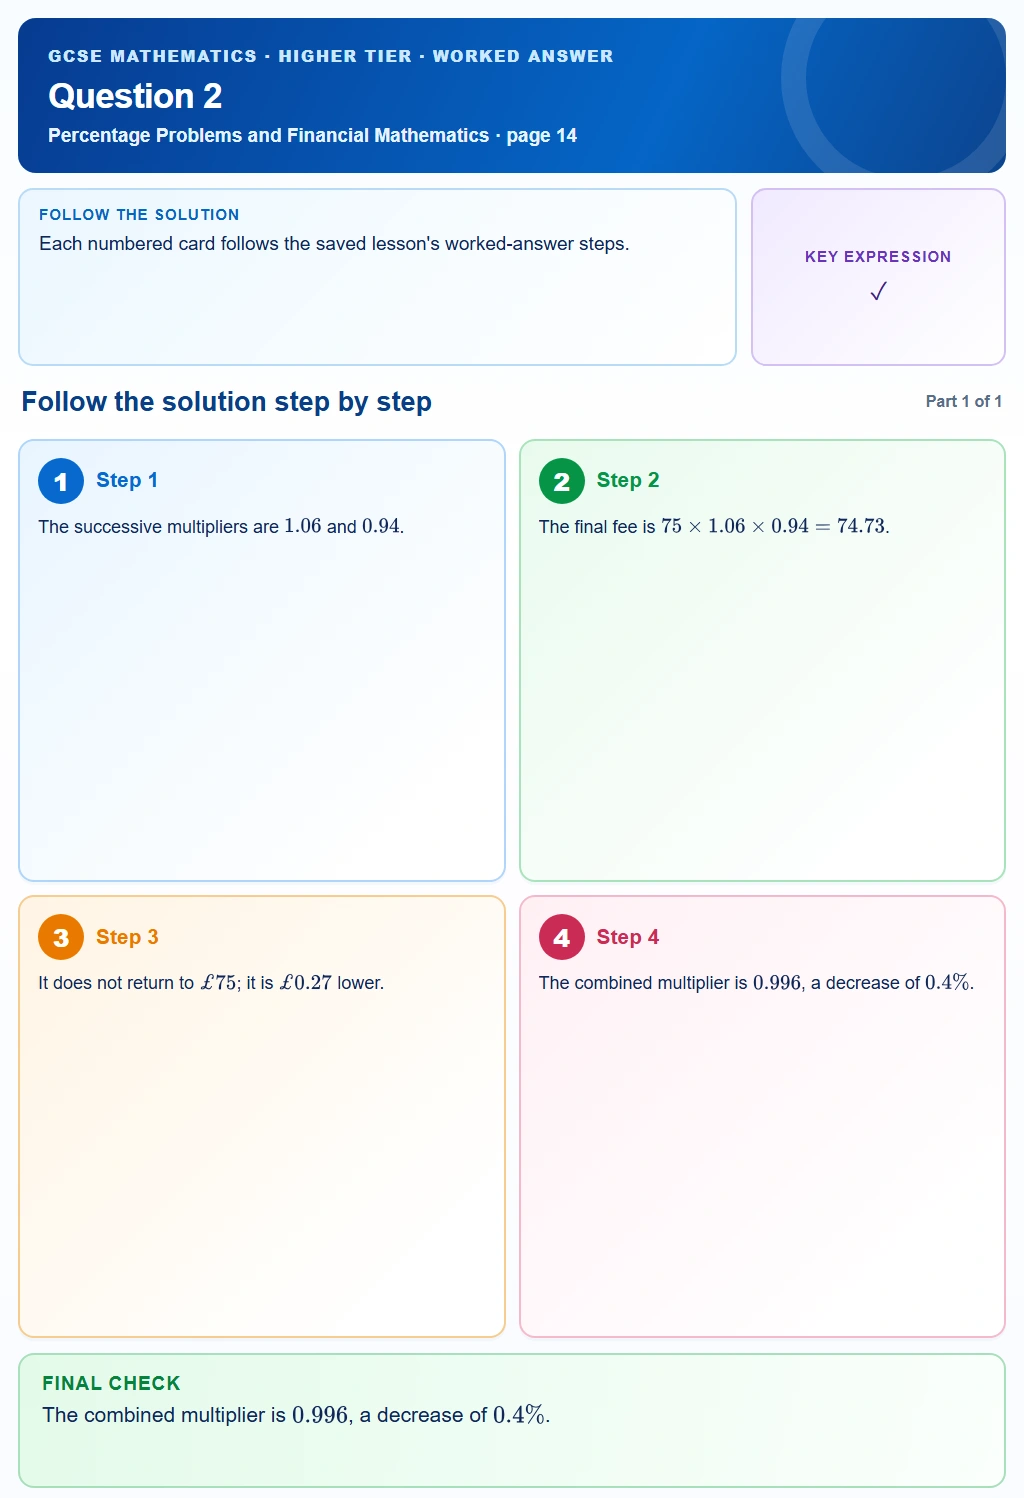 GCSE MATHEMATICS · HIGHER TIER · WORKED ANSWER
Question 2
Percentage Problems and Financial Mathematics · page 14
FOLLOW THE SOLUTION
Each numbered card follows the saved lesson's worked-answer steps.
KEY EXPRESSION
✓
Follow the solution step by step
Part 1 of 1
1 Step 1
The successive multipliers are 1.06 and 0.94.
2 Step 2
The final fee is 75 × 1.06 × 0.94 = 74.73.
3 Step 3
It does not return to £75; it is £0.27 lower.
4 Step 4
The combined multiplier is 0.996, a decrease of 0.4%.
FINAL CHECK
The combined multiplier is 0.996, a decrease of 0.4%.